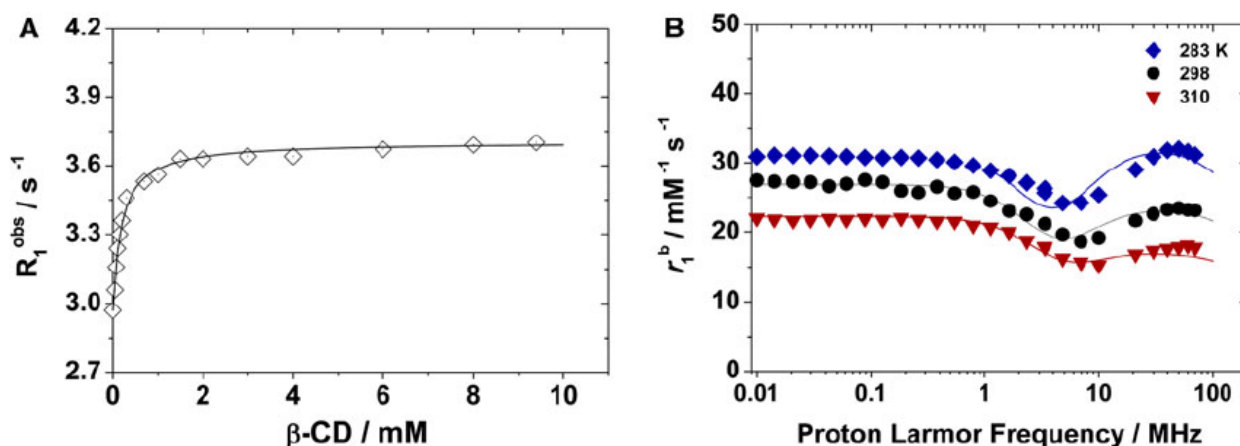 A
R₁ᵒᵇˢ / s⁻¹
4.2
3.9
3.6
3.3
3.0
2.7
0 2 4 6 8 10
β-CD / mM
B
r₁ᵇ / mM⁻¹ s⁻¹
50
40
30
20
10
0
283 K
298
310
0.01 0.1 1 10 100
Proton Larmor Frequency / MHz